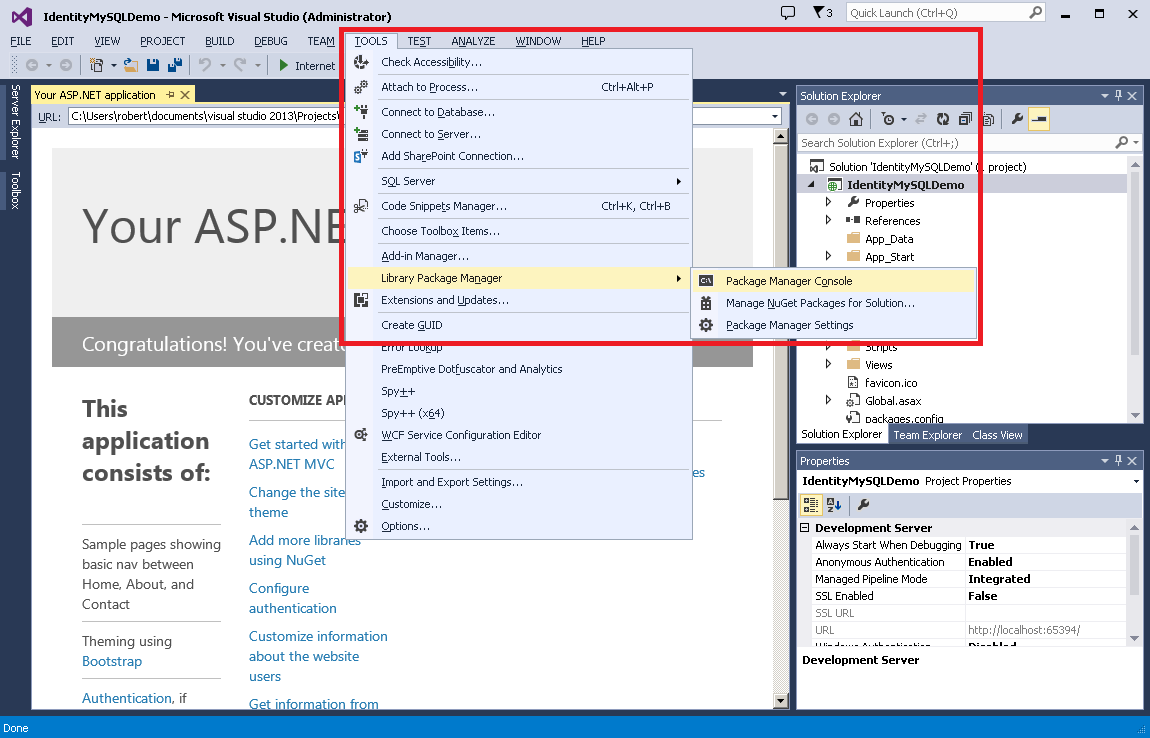 IdentityMySQLDemo - Microsoft Visual Studio (Administrator)
3
Quick Launch (Ctrl+Q)
FILE EDIT VIEW PROJECT BUILD DEBUG TEAM TOOLS TEST ANALYZE WINDOW HELP
Internet
Server Explorer
Toolbox
Your ASP.NET application
URL: C:\Users\robert\documents\visual studio 2013\Projects\
Your ASP.NE
Congratulations! You've creat
This
application
consists of:
Sample pages showing
basic nav between
Home, About, and
Contact
Theming using
Bootstrap
Authentication, if
CUSTOMIZE AP
Get started with
ASP.NET MVC
Change the site
theme
Add more libraries
using NuGet
Configure
authentication
Customize information
about the website
users
Get information from
es
Check Accessibility...
Attach to Process... Ctrl+Alt+P
Connect to Database...
Connect to Server...
Add SharePoint Connection...
SQL Server
Code Snippets Manager... Ctrl+K, Ctrl+B
Choose Toolbox Items...
Add-in Manager...
Library Package Manager
Extensions and Updates...
Create GUID
Error Lookup
PreEmptive Dotfuscator and Analytics
Spy++
Spy++ (x64)
WCF Service Configuration Editor
External Tools...
Import and Export Settings...
Customize...
Options...
Package Manager Console
Manage NuGet Packages for Solution...
Package Manager Settings
Solution Explorer
Search Solution Explorer (Ctrl+;)
Solution 'IdentityMySQLDemo' ( project)
IdentityMySQLDemo
Properties
References
App_Data
App_Start
Scripts
Views
favicon.ico
Global.asax
packages.config
Solution Explorer Team Explorer Class View
Properties
IdentityMySQLDemo Project Properties
Development Server
Always Start When Debugging True
Anonymous Authentication Enabled
Managed Pipeline Mode Integrated
SSL Enabled False
SSL URL
URL http://localhost:65394/
Windows Authentication Disabled
Development Server
Done